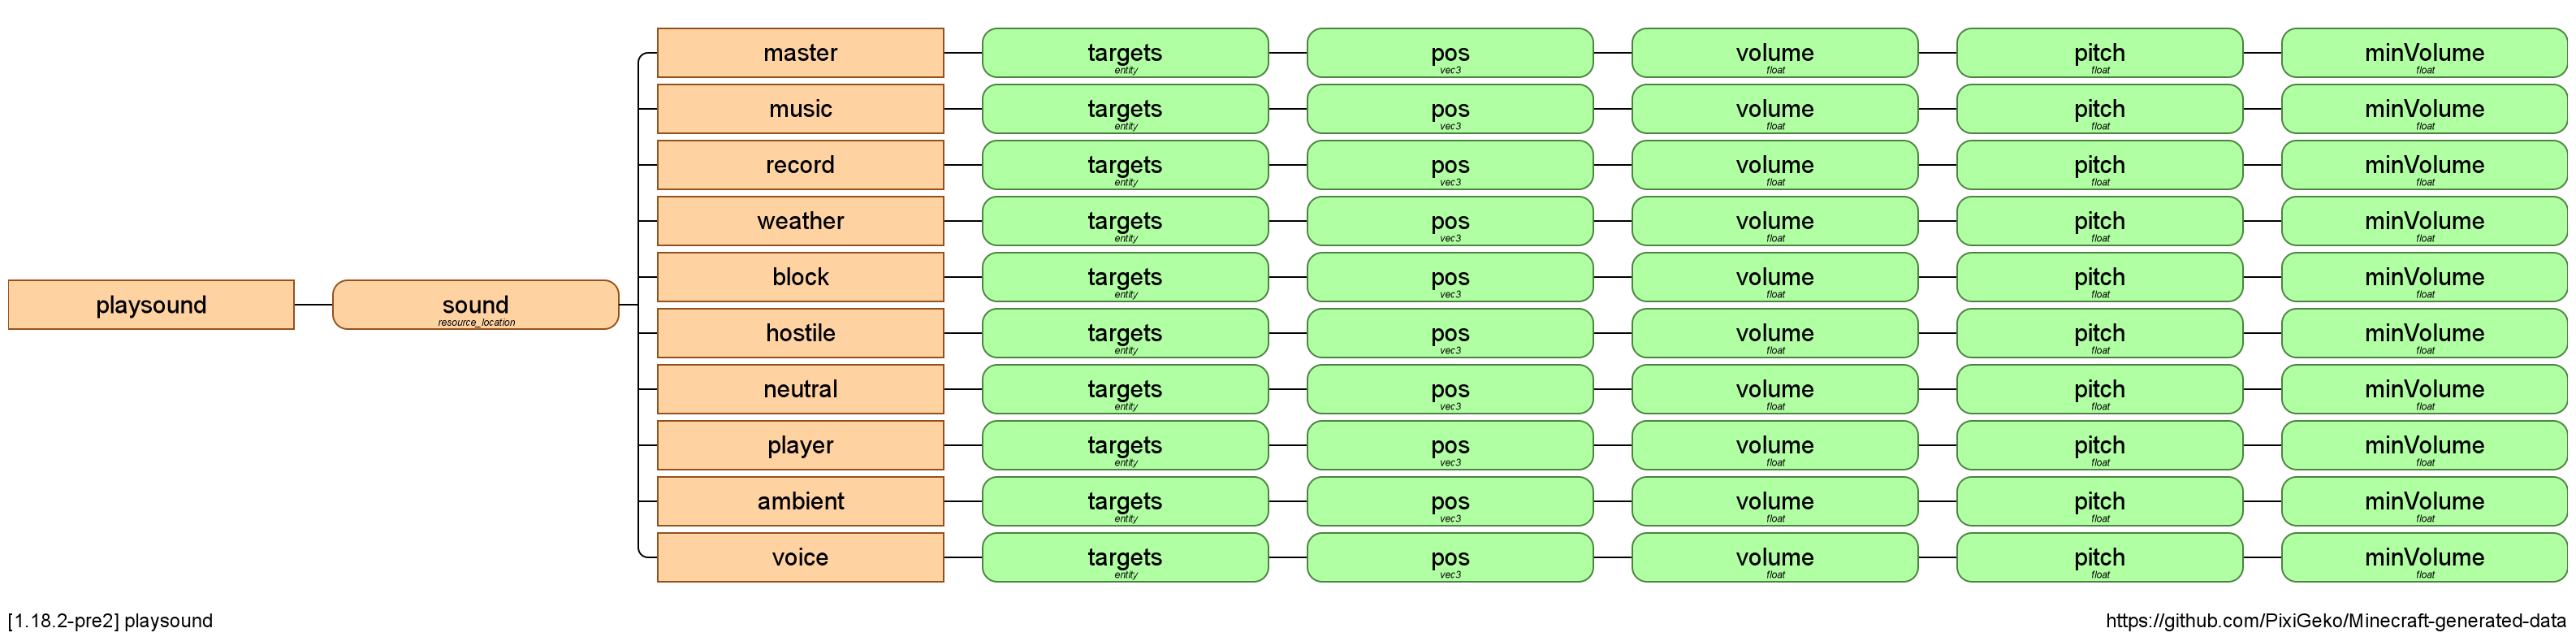 master targets pos volume pitch minVolume
entity vec3 float float float
music targets pos volume pitch minVolume
entity vec3 float float float
record targets pos volume pitch minVolume
entity vec3 float float float
weather targets pos volume pitch minVolume
entity vec3 float float float
block targets pos volume pitch minVolume
entity vec3 float float float
playsound sound
resource_location
hostile targets pos volume pitch minVolume
entity vec3 float float float
neutral targets pos volume pitch minVolume
entity vec3 float float float
player targets pos volume pitch minVolume
entity vec3 float float float
ambient targets pos volume pitch minVolume
entity vec3 float float float
voice targets pos volume pitch minVolume
entity vec3 float float float
[1.18.2-pre2] playsound https://github.com/PixiGeko/Minecraft-generated-data